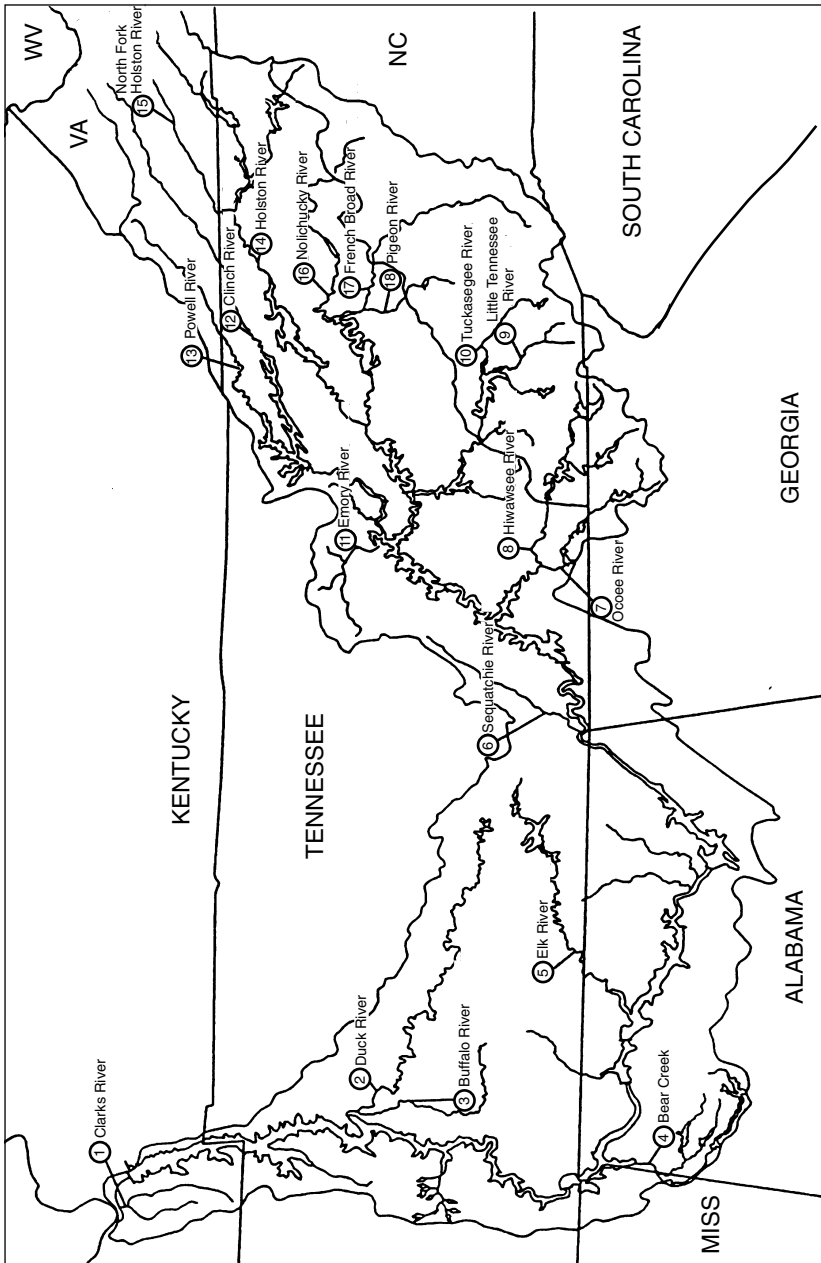 WV
VA
NC
KENTUCKY
TENNESSEE
SOUTH CAROLINA
GEORGIA
ALABAMA
MISS
1 Clarks River
2 Duck River
3 Buffalo River
4 Bear Creek
5 Elk River
6 Sequatchie River
7
Ocoee River
8 Hiwawsee River
Little Tennessee
River
9
10 Tuckasegee River
11 Emory River
12 Clinch River
13 Powell River
14 Holston River
North Fork
Holston River
15
16 Nolichucky River
17 French Broad River
18 Pigeon River